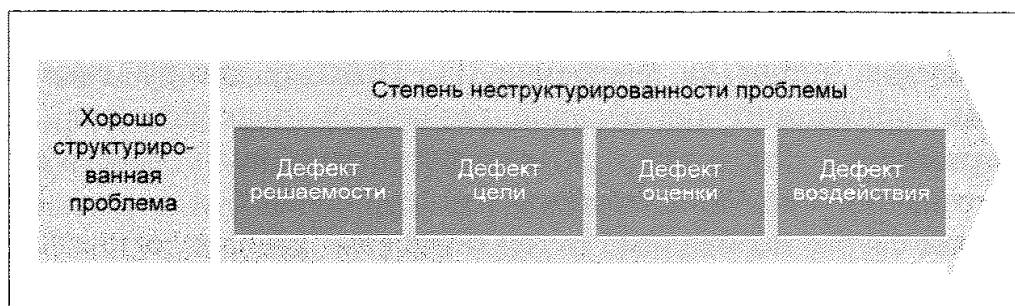 Степень неструктурированности проблемы
Хорошо
структуриро-
ванная
проблема
Дефект
решаемости
Дефект
цели
Дефект
оценки
Дефект
воздействия